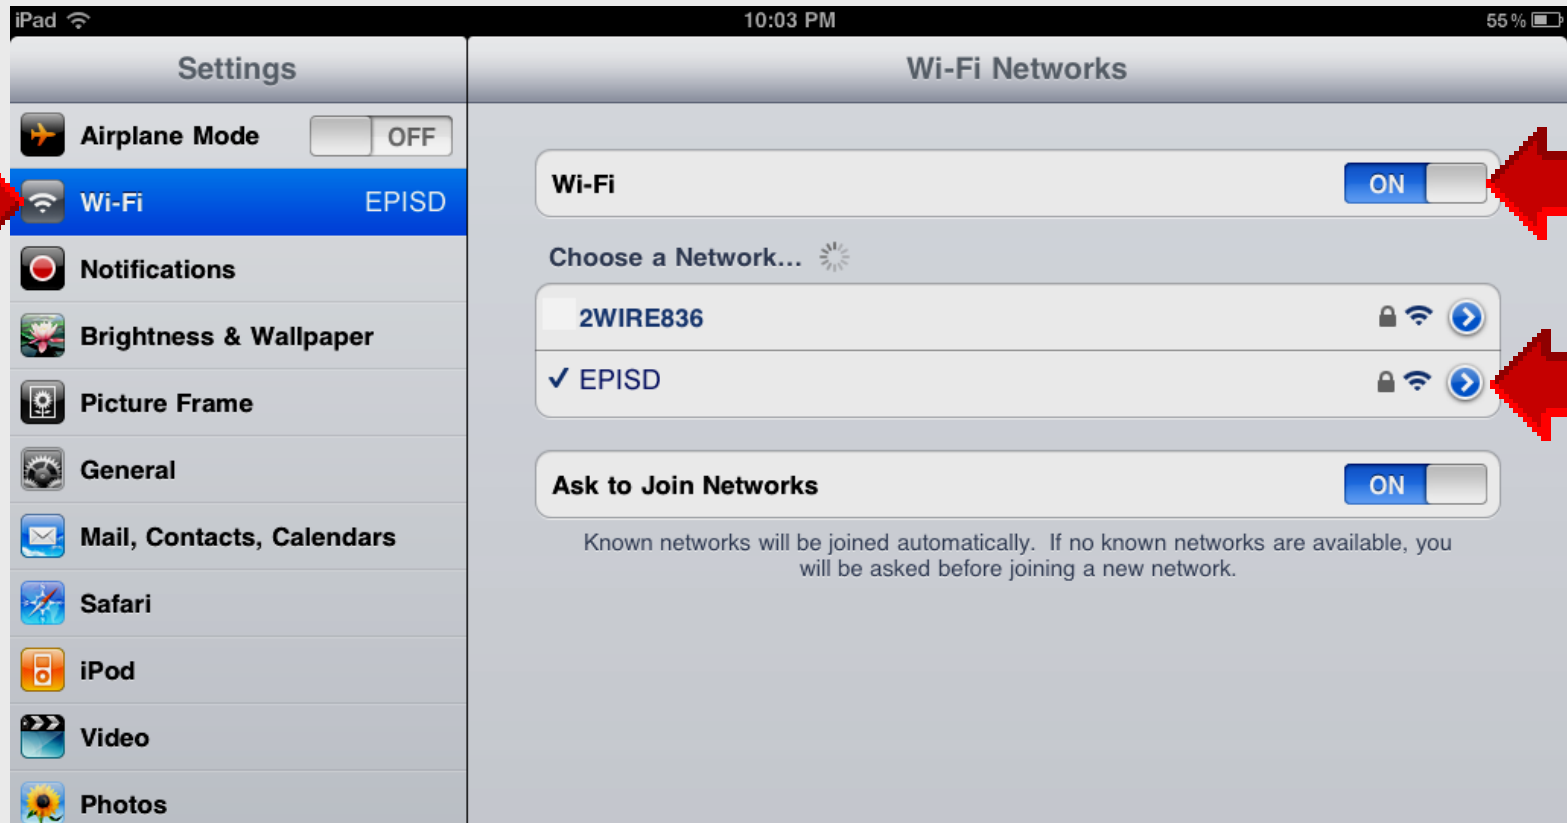 iPad 10:03 PM 55%
Settings
Wi-Fi Networks
Airplane Mode OFF
Wi-Fi EPISD
Notifications
Brightness & Wallpaper
Picture Frame
General
Mail, Contacts, Calendars
Safari
iPod
Video
Photos
Wi-Fi ON
Choose a Network...
2WIRE836
✓ EPISD
Ask to Join Networks ON
Known networks will be joined automatically. If no known networks are available, you
will be asked before joining a new network.